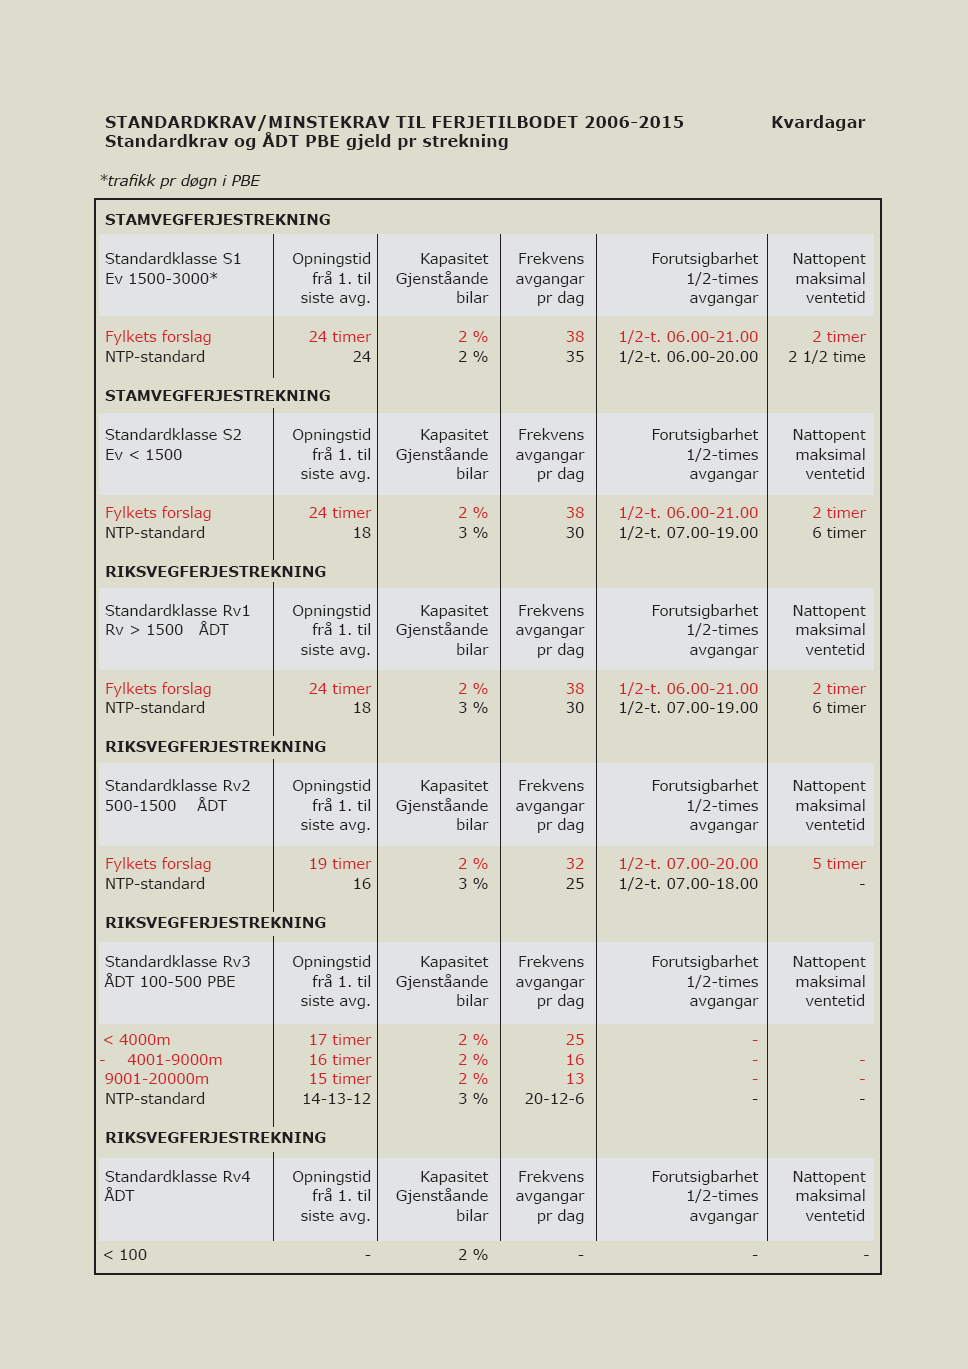 STANDARDKRAV/MINSTEKRAV TIL FERJETILBODET 2006-2015 Kvardagar
Standardkrav og ÅDT PBE gjeld pr strekning
*trafikk pr døgn i PBE
STAMVEGFERJESTREKNING
Standardklasse S1 Opningstid Kapasitet Frekvens Forutsigbarhet Nattopent
Ev 1500-3000* frå 1. til Gjenståande avgangar 1/2-times maksimal
siste avg. bilar pr dag avgangar ventetid
Fylkets forslag 24 timer 2 % 38 1/2-t. 06.00-21.00 2 timer
NTP-standard 24 2 % 35 1/2-t. 06.00-20.00 2 1/2 time
STAMVEGFERJESTREKNING
Standardklasse S2 Opningstid Kapasitet Frekvens Forutsigbarhet Nattopent
Ev < 1500 frå 1. til Gjenståande avgangar 1/2-times maksimal
siste avg. bilar pr dag avgangar ventetid
Fylkets forslag 24 timer 2 % 38 1/2-t. 06.00-21.00 2 timer
NTP-standard 18 3 % 30 1/2-t. 07.00-19.00 6 timer
RIKSVEGFERJESTREKNING
Standardklasse Rv1 Opningstid Kapasitet Frekvens Forutsigbarhet Nattopent
Rv > 1500 ÅDT frå 1. til Gjenståande avgangar 1/2-times maksimal
siste avg. bilar pr dag avgangar ventetid
Fylkets forslag 24 timer 2 % 38 1/2-t. 06.00-21.00 2 timer
NTP-standard 18 3 % 30 1/2-t. 07.00-19.00 6 timer
RIKSVEGFERJESTREKNING
Standardklasse Rv2 Opningstid Kapasitet Frekvens Forutsigbarhet Nattopent
500-1500 ÅDT frå 1. til Gjenståande avgangar 1/2-times maksimal
siste avg. bilar pr dag avgangar ventetid
Fylkets forslag 19 timer 2 % 32 1/2-t. 07.00-20.00 5 timer
NTP-standard 16 3 % 25 1/2-t. 07.00-18.00 -
RIKSVEGFERJESTREKNING
Standardklasse Rv3 Opningstid Kapasitet Frekvens Forutsigbarhet Nattopent
ÅDT 100-500 PBE frå 1. til Gjenståande avgangar 1/2-times maksimal
siste avg. bilar pr dag avgangar ventetid
< 4000m 17 timer 2 % 25 -
- 4001-9000m 16 timer 2 % 16 - -
9001-20000m 15 timer 2 % 13 - -
NTP-standard 14-13-12 3 % 20-12-6 - -
RIKSVEGFERJESTREKNING
Standardklasse Rv4 Opningstid Kapasitet Frekvens Forutsigbarhet Nattopent
ÅDT frå 1. til Gjenståande avgangar 1/2-times maksimal
siste avg. bilar pr dag avgangar ventetid
< 100 - 2 % - - -